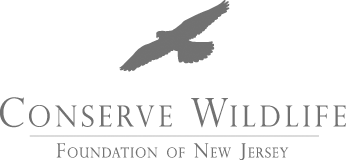 CONSERVE WILDLIFE
FOUNDATION OF NEW JERSEY